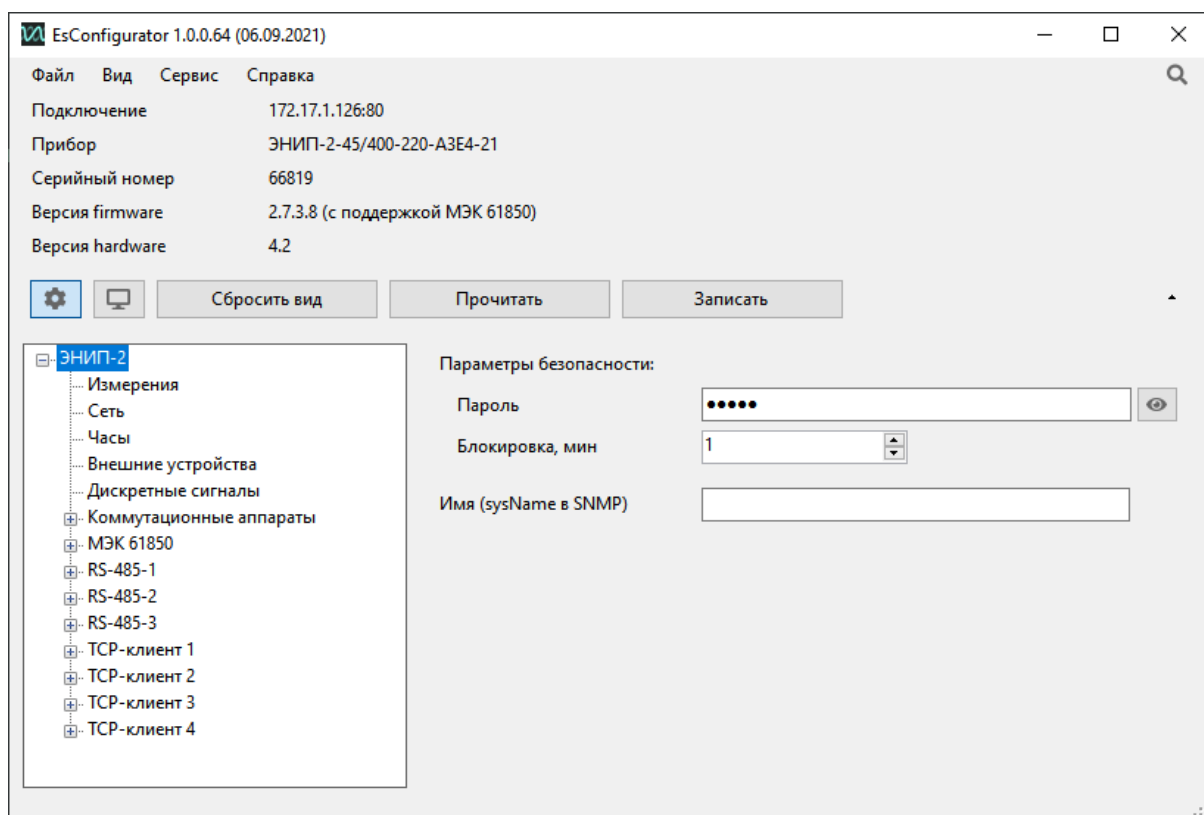 EsConfigurator 1.0.0.64 (06.09.2021)
Файл Вид Сервис Справка
Подключение 172.17.1.126:80
Прибор ЭНИП-2-45/400-220-A3E4-21
Серийный номер 66819
Версия firmware 2.7.3.8 (с поддержкой МЭК 61850)
Версия hardware 4.2
Сбросить вид Прочитать Записать
ЭНИП-2
Измерения
Сеть
Часы
Внешние устройства
Дискретные сигналы
Коммутационные аппараты
МЭК 61850
RS-485-1
RS-485-2
RS-485-3
TCP-клиент 1
TCP-клиент 2
TCP-клиент 3
TCP-клиент 4
Параметры безопасности:
Пароль •••••
Блокировка, мин 1
Имя (sysName в SNMP)